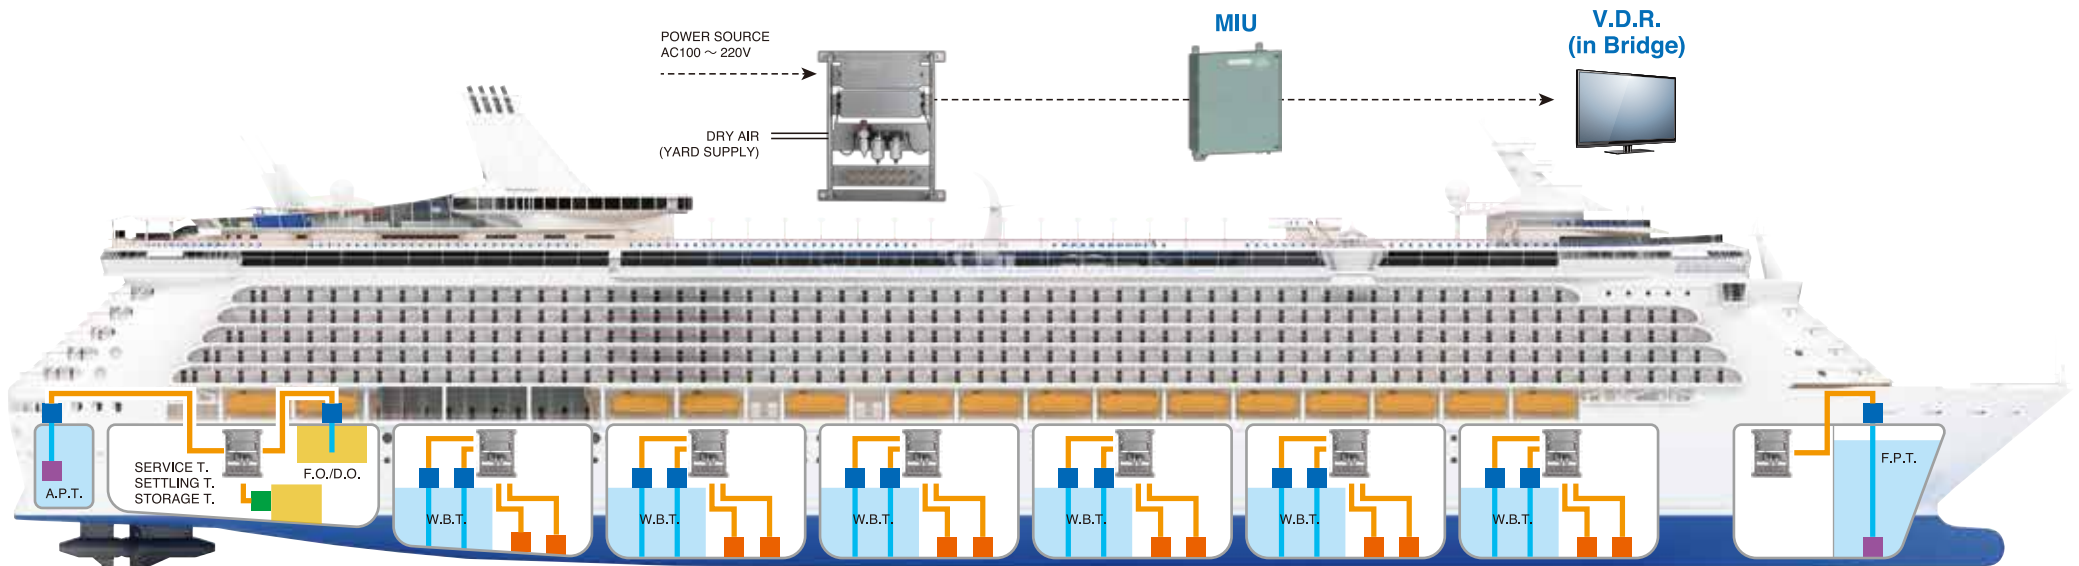 MIU
V.D.R.
(in Bridge)
POWER SOURCE
AC100 ～ 220V
DRY AIR
(YARD SUPPLY)
A.P.T.
SERVICE T.
SETTLING T.
STORAGE T.
F.O./D.O.
W.B.T.
W.B.T.
W.B.T.
W.B.T.
W.B.T.
W.B.T.
F.P.T.